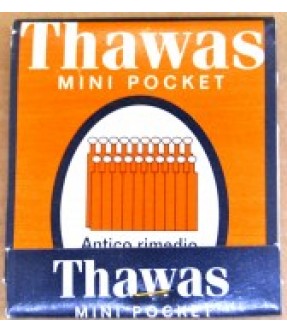 Thawas
MINI POCKET
Antico rimedio
Thawas
MINI POCKET